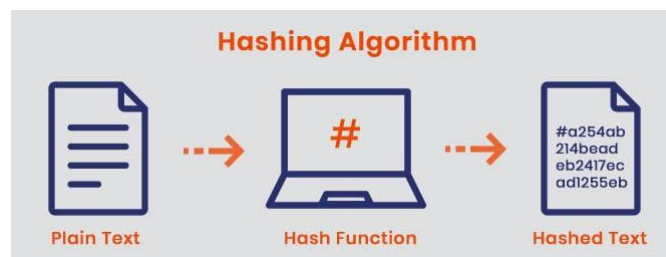 Hashing Algorithm
#
#a254ab
214bead
eb2417ec
ad1255eb
Plain Text
Hash Function
Hashed Text